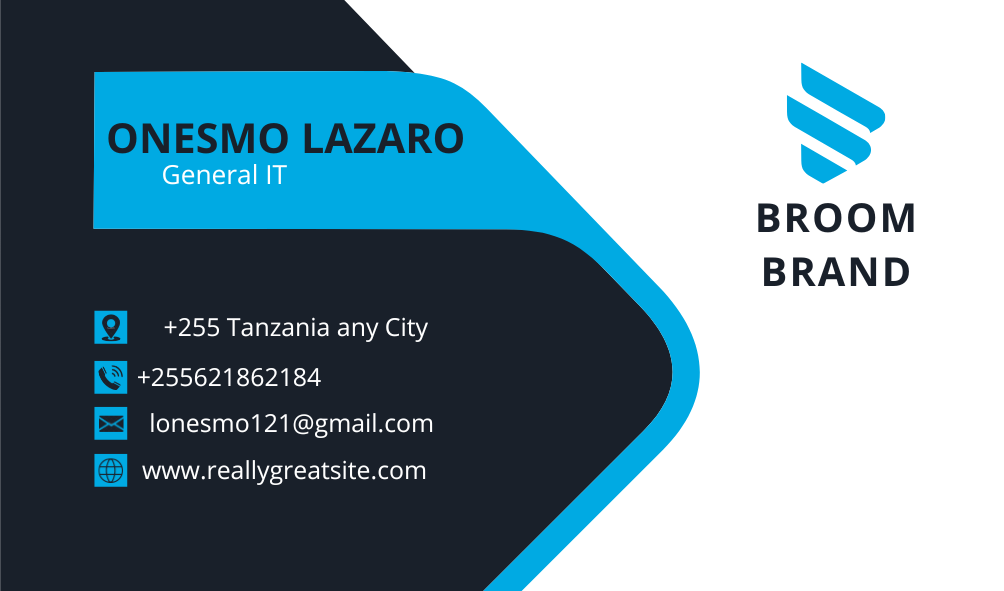 ONESMO LAZARO
General IT
BROOM
BRAND
+255 Tanzania any City
+255621862184
lonesmo121@gmail.com
www.reallygreatsite.com